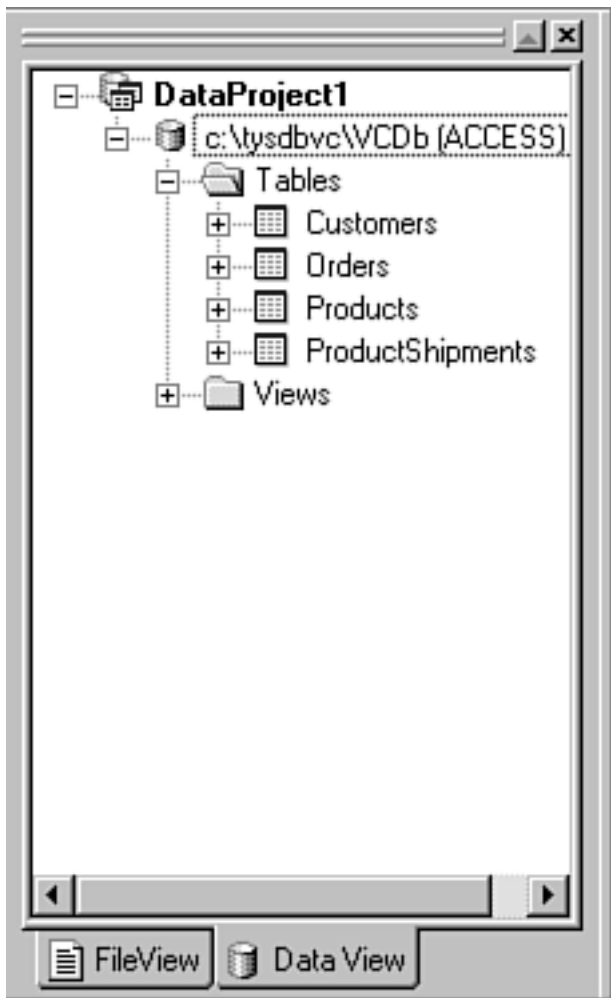 DataProject1
c:\tysdbvc\VCDb (ACCESS)
Tables
Customers
Orders
Products
ProductShipments
Views
FileView Data View